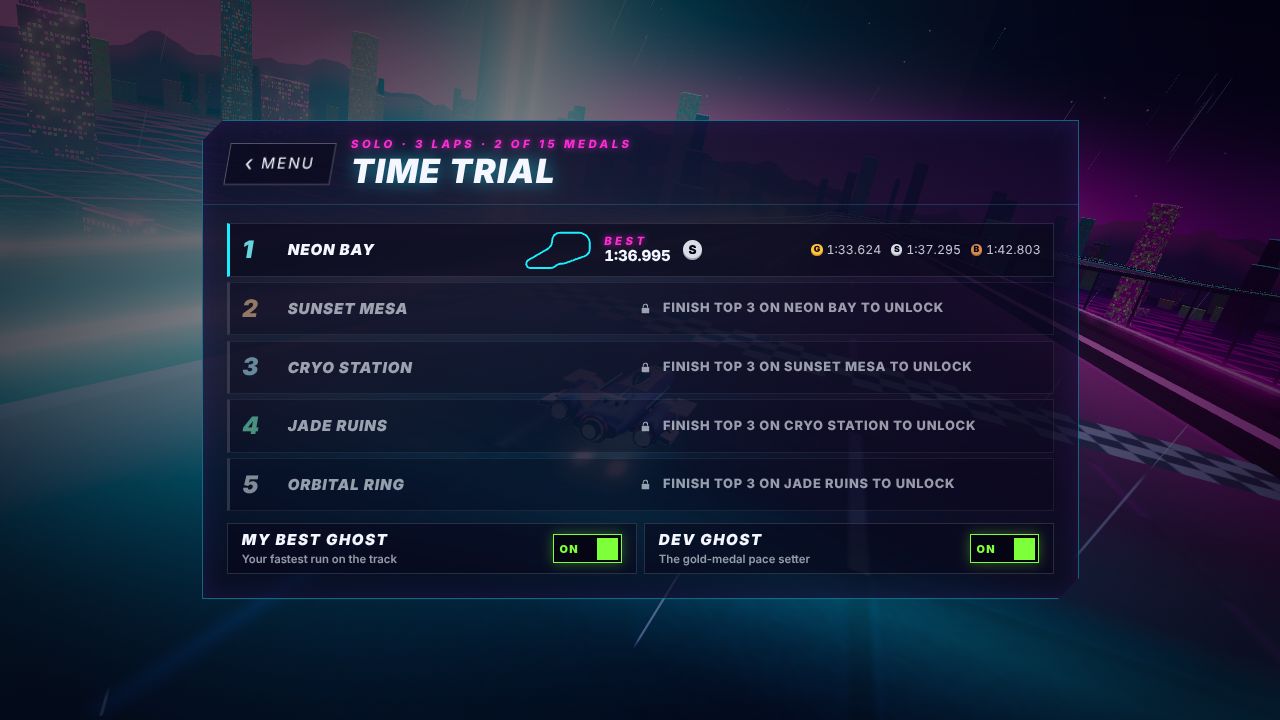 SOLO · 3 LAPS · 2 OF 15 MEDALS
‹ MENU
TIME TRIAL
1 NEON BAY BEST 1:36.995 S G 1:33.624 S 1:37.295 B 1:42.803
2 SUNSET MESA FINISH TOP 3 ON NEON BAY TO UNLOCK
3 CRYO STATION FINISH TOP 3 ON SUNSET MESA TO UNLOCK
4 JADE RUINS FINISH TOP 3 ON CRYO STATION TO UNLOCK
5 ORBITAL RING FINISH TOP 3 ON JADE RUINS TO UNLOCK
MY BEST GHOST
Your fastest run on the track
ON
DEV GHOST
The gold-medal pace setter
ON